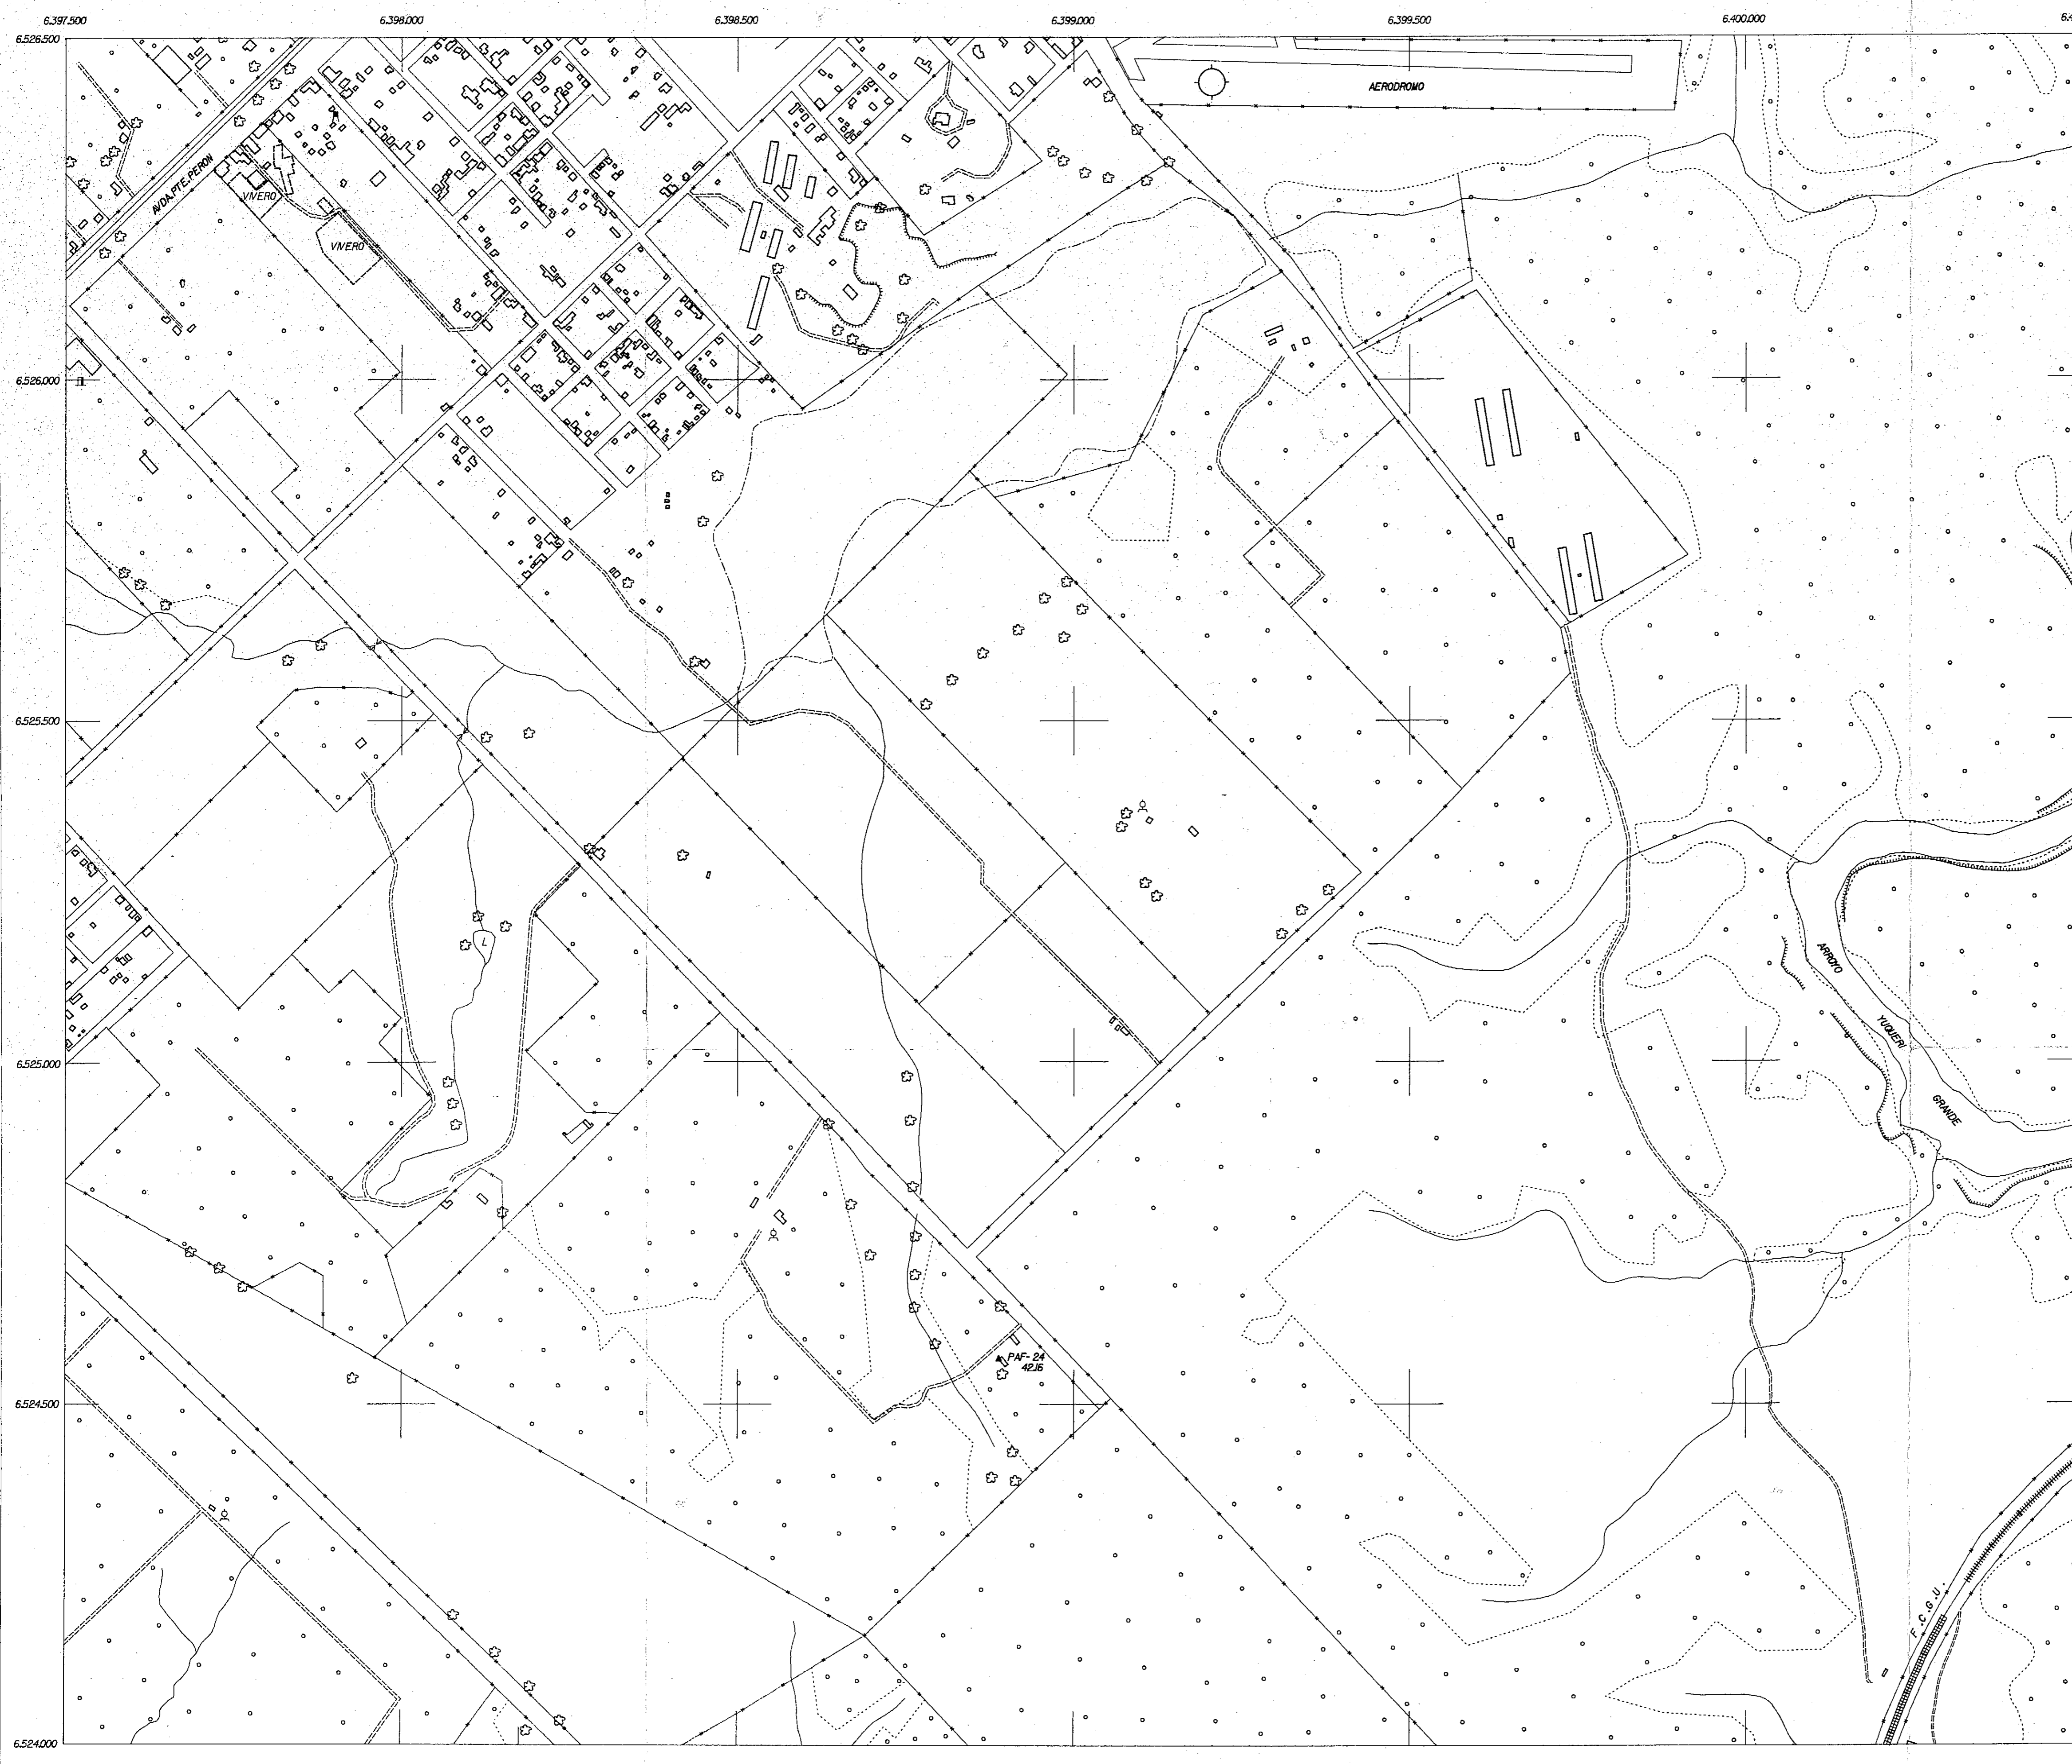 6.397.500
6.398.000
6.398.500
6.399.000
6.399.500
6.400.000
6.526.500
AERODROMO
AVDA.PTE.PERON
VIVERO
VIVERO
6.526.000
6.525.500
L
ARROYO
YUQUERI
GRANDE
6.525.000
PAF-24
42.16
6.524.500
F.C.G.U.
6.524.000